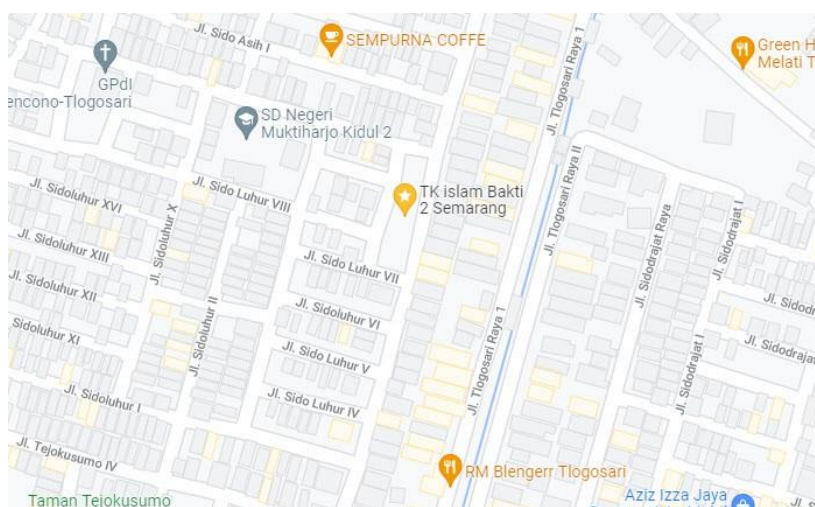 Jl. Sido Asih I
SEMPURNA COFFE
Green H
Melati T
GPdI
encono-Tlogosari
SD Negeri
Muktiharjo Kidul 2
Jl. Tlogosari Raya 1
Jl. Tlogosari Raya II
TK islam Bakti
2 Semarang
Jl. Sidoluhur XVI
Jl. Sido Luhur VIII
Jl. Sidoluhur X
Jl. Sidoluhur XIII
Jl. Sido Luhur VII
Jl. Sidodrajat Raya
Jl. Sidodrajat I
Jl. Sidoluhur XII
Jl. Sidoluhur II
Jl. Sidoluhur VI
Jl. Sidodr
Sidoluhur XI
Jl. Sido Luhur V
Jl. Tlogosari Raya 1
Jl. Sidodrajat
Jl. Sidodrajat I
Jl. Sidoluhur I
Jl. Sido Luhur IV
Jl. Tejokusumo IV
RM Blengerr Tlogosari
Taman Tejokusumo
Aziz Izza Jaya